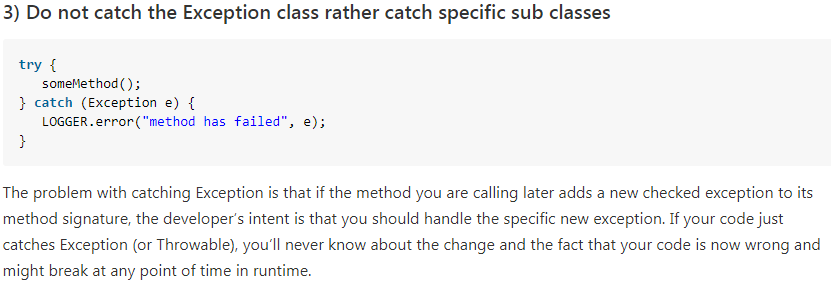 3) Do not catch the Exception class rather catch specific sub classes
try {
   someMethod();
} catch (Exception e) {
   LOGGER.error("method has failed", e);
}
The problem with catching Exception is that if the method you are calling later adds a new checked exception to its
method signature, the developer’s intent is that you should handle the specific new exception. If your code just
catches Exception (or Throwable), you’ll never know about the change and the fact that your code is now wrong and
might break at any point of time in runtime.